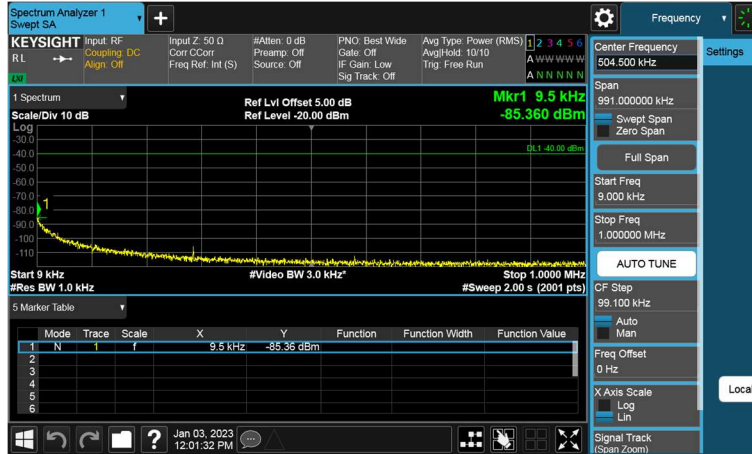 Spectrum Analyzer 1
Swept SA
+
Frequency
KEYSIGHT
RL
LXI
Input: RF
Coupling: DC
Align: Off
Input Z: 50 Ω
Corr CCorr
Freq Ref: Int (S)
#Atten: 0 dB
Preamp: Off
Source: Off
PNO: Best Wide
Gate: Off
IF Gain: Low
Sig Track: Off
Avg Type: Power (RMS)
Avg|Hold: 10/10
Trig: Free Run
1 2 3 4 5 6
A W W W W W
A N N N N N
1 Spectrum
Scale/Div 10 dB
Ref Lvl Offset 5.00 dB
Ref Level -20.00 dBm
Mkr1 9.5 kHz
-85.360 dBm
Log
-30.0
DL1 -40.00 dBm
-40.0
-50.0
-60.0
-70.0
1
-80.0
-90.0
-100
-110
Start 9 kHz
#Video BW 3.0 kHz*
Stop 1.0000 MHz
#Res BW 1.0 kHz
#Sweep 2.00 s (2001 pts)
5 Marker Table
Mode Trace Scale X Y Function Function Width Function Value
1 N 1 f 9.5 kHz -85.36 dBm
2
3
4
5
6
?
Jan 03, 2023
12:01:32 PM
Center Frequency
504.500 kHz
Settings
Span
991.000000 kHz
Swept Span
Zero Span
Full Span
Start Freq
9.000 kHz
Stop Freq
1.000000 MHz
AUTO TUNE
CF Step
99.100 kHz
Auto
Man
Freq Offset
0 Hz
Local
X Axis Scale
Log
Lin
Signal Track
(Span Zoom)